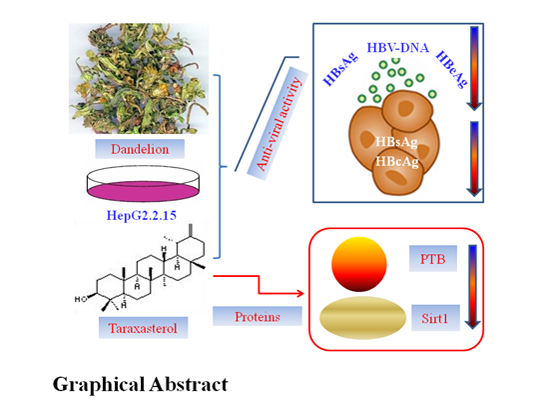 Dandelion
HepG2.2.15
HO
H
H
H
H
Taraxasterol
Anti-viral activity
HBV-DNA
HBsAg
HBeAg
HBsAg
HBcAg
Proteins
PTB
Sirt1
Graphical Abstract